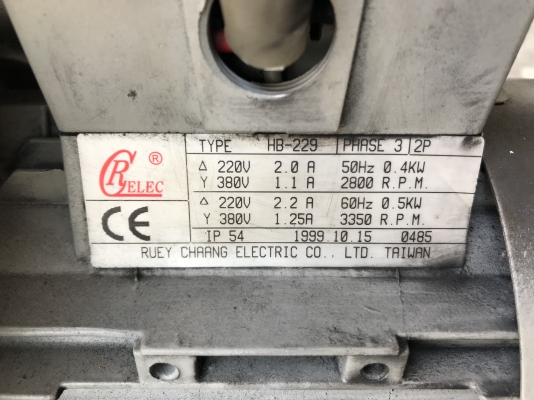 TYPE HB-229 PHASE 3 2P
CR ELEC ®
Δ 220V 2.0 A 50Hz 0.4KW
Y 380V 1.1 A 2800 R.P.M.
Δ 220V 2.2 A 60Hz 0.5KW
Y 380V 1.25A 3350 R.P.M.
CE
IP 54 1999.10.15 0485
RUEY CHAANG ELECTRIC CO., LTD. TAIWAN